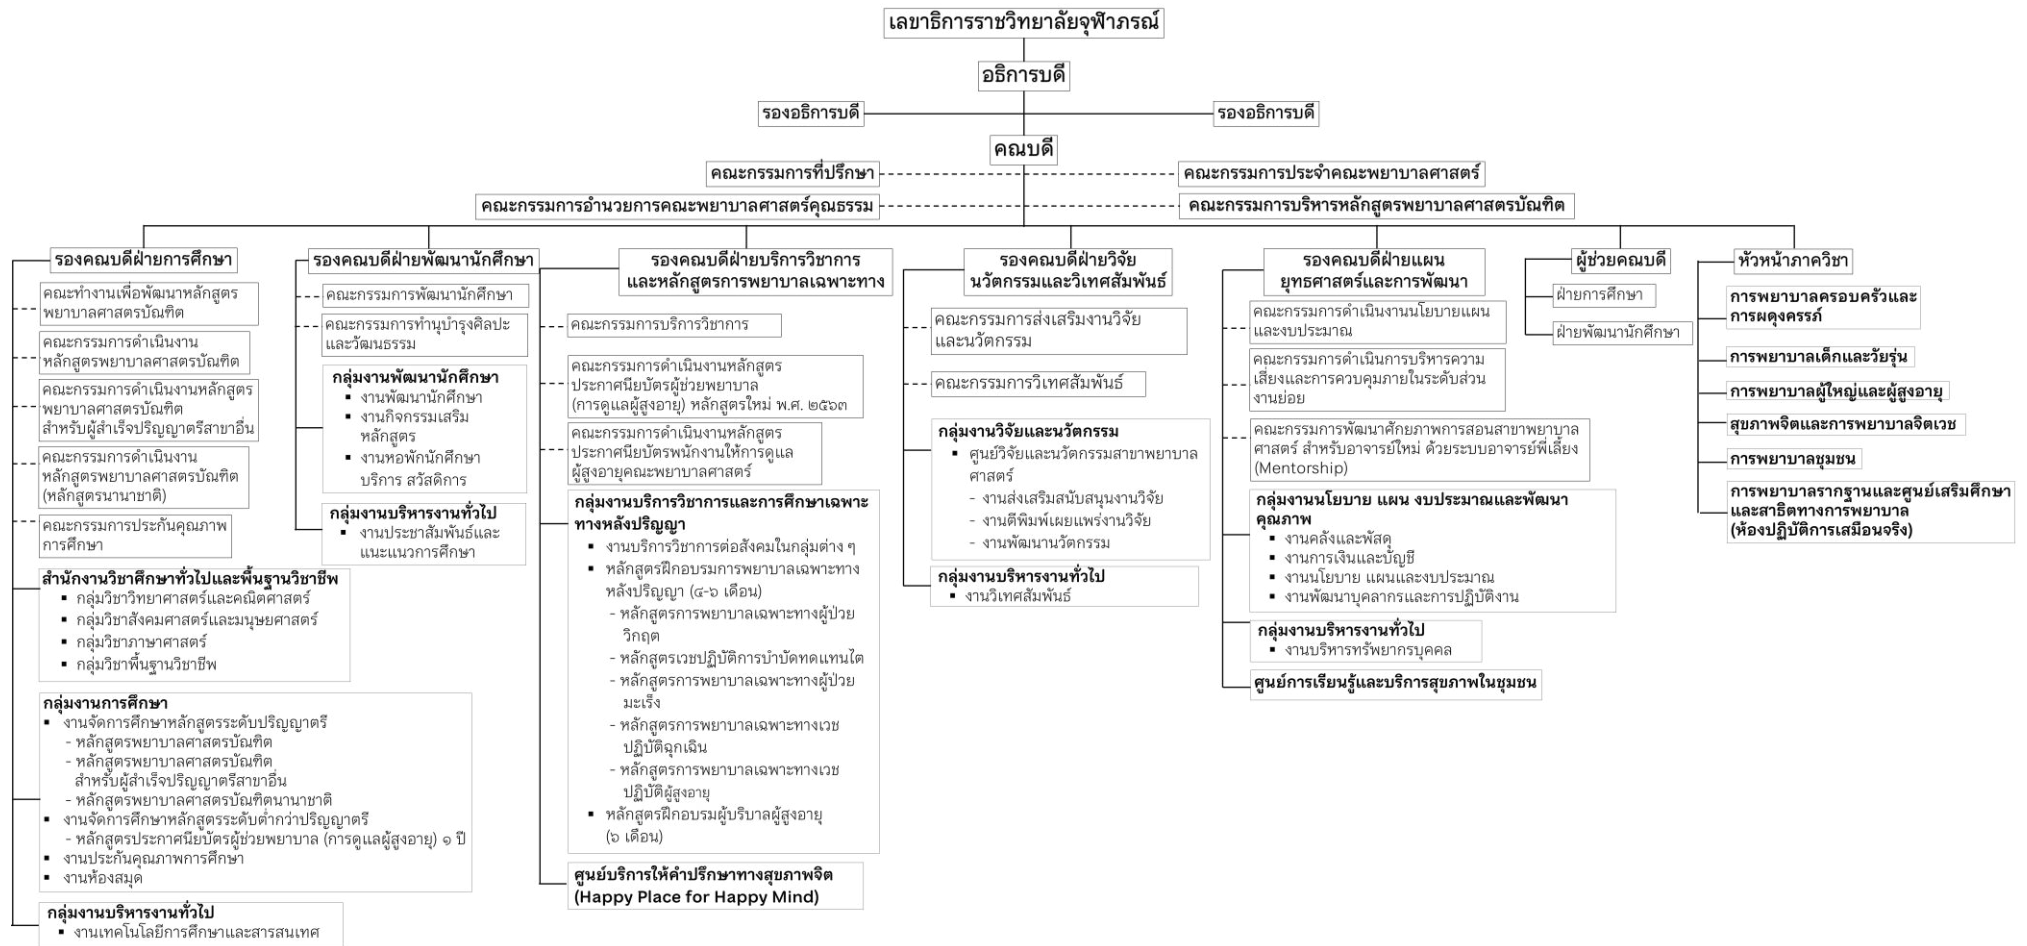 เลขาธิการราชวิทยาลัยจุฬาภรณ์
อธิการบดี
รองอธิการบดี
รองอธิการบดี
คณบดี
คณะกรรมการที่ปรึกษา
คณะกรรมการประจำคณะพยาบาลศาสตร์
คณะกรรมการอำนวยการคณะพยาบาลศาสตร์คุณธรรม
คณะกรรมการบริหารหลักสูตรพยาบาลศาสตรบัณฑิต
รองคณบดีฝ่ายการศึกษา
คณะทำงานเพื่อพัฒนาหลักสูตร
พยาบาลศาสตรบัณฑิต
คณะกรรมการดำเนินงาน
หลักสูตรพยาบาลศาสตรบัณฑิต
คณะกรรมการดำเนินงานหลักสูตร
พยาบาลศาสตรบัณฑิต
สำหรับผู้สำเร็จปริญญาตรีสาขาอื่น
คณะกรรมการดำเนินงาน
หลักสูตรพยาบาลศาสตรบัณฑิต
(หลักสูตรนานาชาติ)
คณะกรรมการประกันคุณภาพ
การศึกษา
สำนักงานวิชาศึกษาทั่วไปและพื้นฐานวิชาชีพ
▪ กลุ่มวิชาวิทยาศาสตร์และคณิตศาสตร์
▪ กลุ่มวิชาสังคมศาสตร์และมนุษยศาสตร์
▪ กลุ่มวิชาภาษาศาสตร์
▪ กลุ่มวิชาพื้นฐานวิชาชีพ
กลุ่มงานการศึกษา
▪ งานจัดการศึกษาหลักสูตรระดับปริญญาตรี
- หลักสูตรพยาบาลศาสตรบัณฑิต
- หลักสูตรพยาบาลศาสตรบัณฑิต
สำหรับผู้สำเร็จปริญญาตรีสาขาอื่น
- หลักสูตรพยาบาลศาสตรบัณฑิตนานาชาติ
▪ งานจัดการศึกษาหลักสูตรระดับต่ำกว่าปริญญาตรี
- หลักสูตรประกาศนียบัตรผู้ช่วยพยาบาล (การดูแลผู้สูงอายุ) ๑ ปี
▪ งานประกันคุณภาพการศึกษา
▪ งานห้องสมุด
กลุ่มงานบริหารงานทั่วไป
▪ งานเทคโนโลยีการศึกษาและสารสนเทศ
รองคณบดีฝ่ายพัฒนานักศึกษา
คณะกรรมการพัฒนานักศึกษา
คณะกรรมการทำนุบำรุงศิลปะ
และวัฒนธรรม
กลุ่มงานพัฒนานักศึกษา
▪ งานพัฒนานักศึกษา
▪ งานกิจกรรมเสริม
หลักสูตร
▪ งานหอพักนักศึกษา
บริการ สวัสดิการ
กลุ่มงานบริหารงานทั่วไป
▪ งานประชาสัมพันธ์และ
แนะแนวการศึกษา
รองคณบดีฝ่ายบริการวิชาการ
และหลักสูตรการพยาบาลเฉพาะทาง
คณะกรรมการบริการวิชาการ
คณะกรรมการดำเนินงานหลักสูตร
ประกาศนียบัตรผู้ช่วยพยาบาล
(การดูแลผู้สูงอายุ) หลักสูตรใหม่ พ.ศ. ๒๕๖๓
คณะกรรมการดำเนินงานหลักสูตร
ประกาศนียบัตรพนักงานให้การดูแล
ผู้สูงอายุคณะพยาบาลศาสตร์
กลุ่มงานบริการวิชาการและการศึกษาเฉพาะ
ทางหลังปริญญา
▪ งานบริการวิชาการต่อสังคมในกลุ่มต่าง ๆ
▪ หลักสูตรฝึกอบรมการพยาบาลเฉพาะทาง
หลังปริญญา (๔-๖ เดือน)
- หลักสูตรการพยาบาลเฉพาะทางผู้ป่วย
วิกฤต
- หลักสูตรเวชปฏิบัติการบำบัดทดแทนไต
- หลักสูตรการพยาบาลเฉพาะทางผู้ป่วย
มะเร็ง
- หลักสูตรการพยาบาลเฉพาะทางเวช
ปฏิบัติฉุกเฉิน
- หลักสูตรการพยาบาลเฉพาะทางเวช
ปฏิบัติผู้สูงอายุ
▪ หลักสูตรฝึกอบรมผู้บริบาลผู้สูงอายุ
(๖ เดือน)
ศูนย์บริการให้คำปรึกษาทางสุขภาพจิต
(Happy Place for Happy Mind)
รองคณบดีฝ่ายวิจัย
นวัตกรรมและวิเทศสัมพันธ์
คณะกรรมการส่งเสริมงานวิจัย
และนวัตกรรม
คณะกรรมการวิเทศสัมพันธ์
กลุ่มงานวิจัยและนวัตกรรม
▪ ศูนย์วิจัยและนวัตกรรมสาขาพยาบาล
ศาสตร์
- งานส่งเสริมสนับสนุนงานวิจัย
- งานตีพิมพ์เผยแพร่งานวิจัย
- งานพัฒนานวัตกรรม
กลุ่มงานบริหารงานทั่วไป
▪ งานวิเทศสัมพันธ์
รองคณบดีฝ่ายแผน
ยุทธศาสตร์และการพัฒนา
คณะกรรมการดำเนินงานนโยบายแผน
และงบประมาณ
คณะกรรมการดำเนินการบริหารความ
เสี่ยงและการควบคุมภายในระดับส่วน
งานย่อย
คณะกรรมการพัฒนาศักยภาพการสอนสาขาพยาบาล
ศาสตร์ สำหรับอาจารย์ใหม่ ด้วยระบบอาจารย์พี่เลี้ยง
(Mentorship)
กลุ่มงานนโยบาย แผน งบประมาณและพัฒนา
คุณภาพ
▪ งานคลังและพัสดุ
▪ งานการเงินและบัญชี
▪ งานนโยบาย แผนและงบประมาณ
▪ งานพัฒนาบุคลากรและการปฏิบัติงาน
กลุ่มงานบริหารงานทั่วไป
▪ งานบริหารทรัพยากรบุคคล
ศูนย์การเรียนรู้และบริการสุขภาพในชุมชน
ผู้ช่วยคณบดี
ฝ่ายการศึกษา
ฝ่ายพัฒนานักศึกษา
หัวหน้าภาควิชา
การพยาบาลครอบครัวและ
การผดุงครรภ์
การพยาบาลเด็กและวัยรุ่น
การพยาบาลผู้ใหญ่และผู้สูงอายุ
สุขภาพจิตและการพยาบาลจิตเวช
การพยาบาลชุมชน
การพยาบาลรากฐานและศูนย์เสริมศึกษา
และสาธิตทางการพยาบาล
(ห้องปฏิบัติการเสมือนจริง)